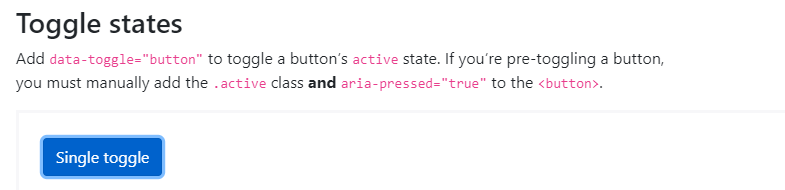 Toggle states
Add data-toggle="button" to toggle a button’s active state. If you’re pre-toggling a button,
you must manually add the .active class and aria-pressed="true" to the <button>.
Single toggle